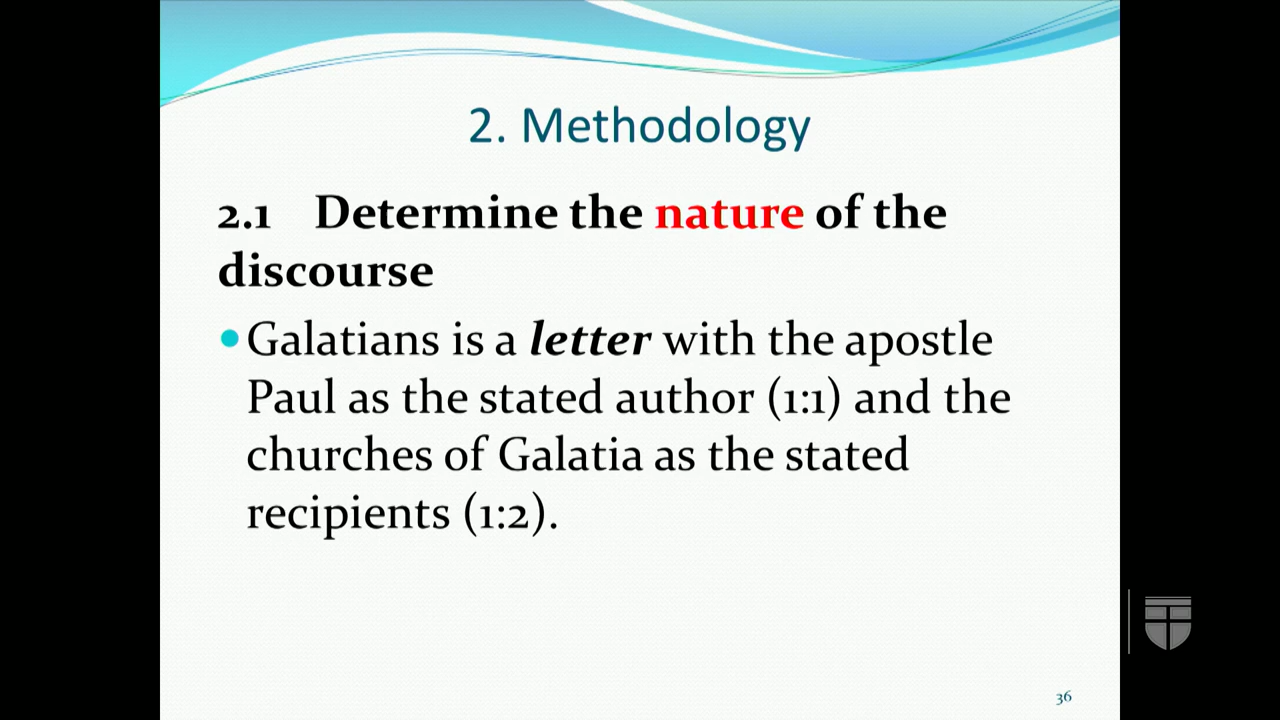 2. Methodology
2.1 Determine the nature of the
discourse
•Galatians is a letter with the apostle
Paul as the stated author (1:1) and the
churches of Galatia as the stated
recipients (1:2).
36